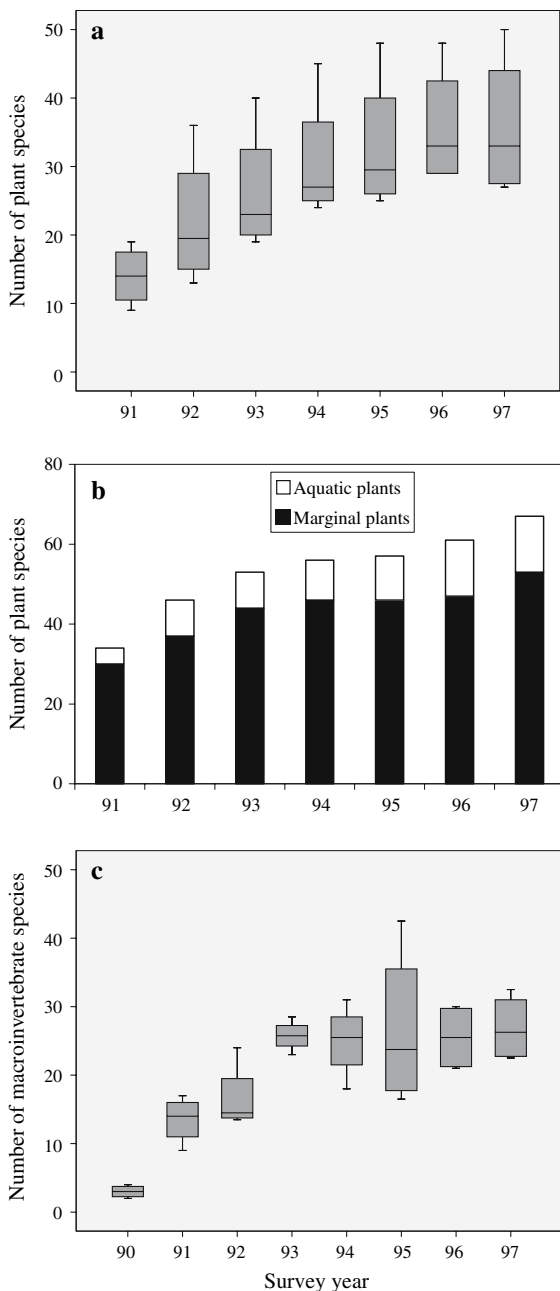 a
Number of plant species
50
40
30
20
10
0
91 92 93 94 95 96 97
b
Number of plant species
80
60
40
20
0
Aquatic plants
Marginal plants
91 92 93 94 95 96 97
c
Number of macroinvertebrate species
50
40
30
20
10
0
90 91 92 93 94 95 96 97
Survey year